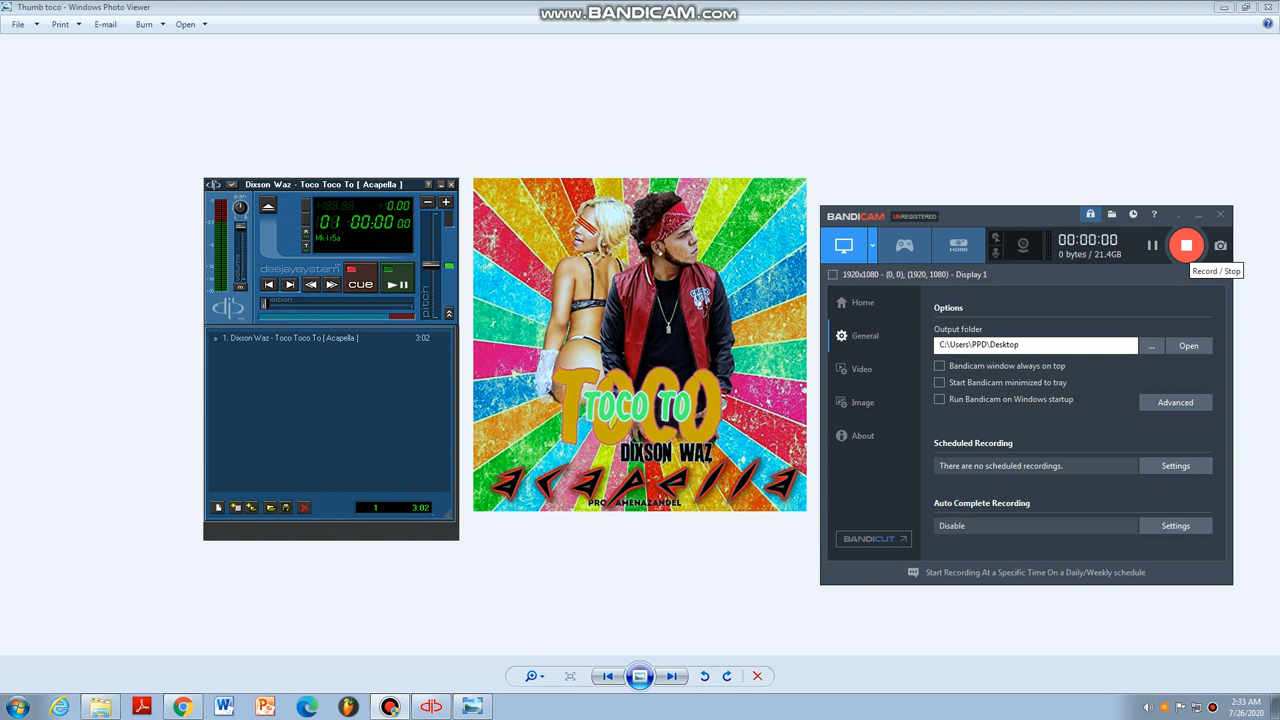 Thumb toco - Windows Photo Viewer
www.BANDICAM.com
File Print E-mail Burn Open
Dixson Waz - Toco Toco To [ Acapella ]
pan
0.00
01 00:00 00
deejaysystem
cue
pitch
position
1. Dixson Waz - Toco Toco To [ Acapella ] 3:02
1 3:02
TOCO
TOCO TO
DIXSON WAZ
acapella
BANDICAM UNREGISTERED
HDMI
00:00:00
0 bytes / 21.4GB
Record / Stop
1920x1080 - (0, 0), (1920, 1080) - Display 1
Home
General
Video
Image
About
BANDICUT
Options
Output folder
C:\Users\PPD\Desktop ... Open
Bandicam window always on top
Start Bandicam minimized to tray
Run Bandicam on Windows startup
Advanced
Scheduled Recording
There are no scheduled recordings. Settings
Auto Complete Recording
Disable Settings
Start Recording At a Specific Time On a Daily/Weekly schedule
2:33 AM
7/26/2020